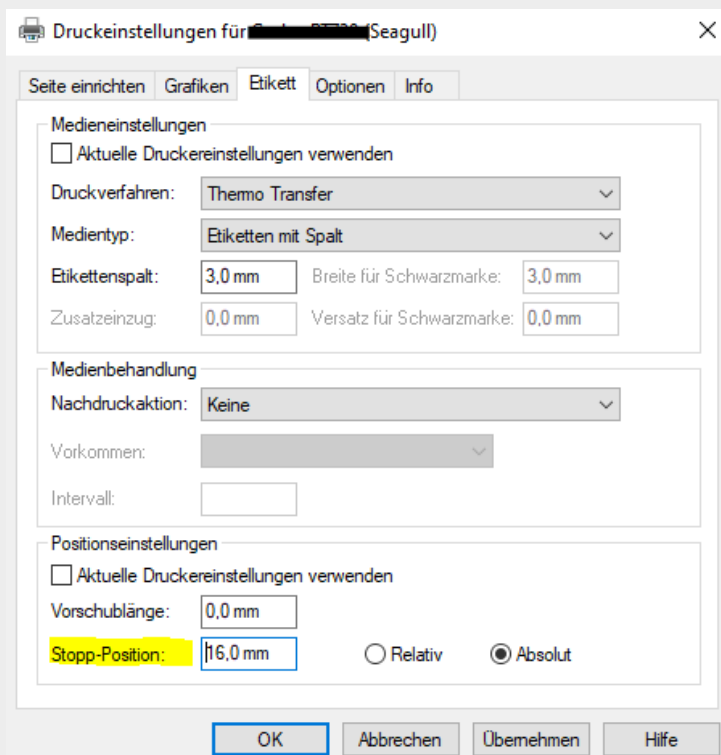 Druckeinstellungen für (Seagull)
Seite einrichten Grafiken Etikett Optionen Info
Medieneinstellungen
Aktuelle Druckereinstellungen verwenden
Druckverfahren: Thermo Transfer
Medientyp: Etiketten mit Spalt
Etikettenspalt: 3,0 mm Breite für Schwarzmarke: 3,0 mm
Zusatzeinzug: 0,0 mm Versatz für Schwarzmarke: 0,0 mm
Medienbehandlung
Nachdruckaktion: Keine
Vorkommen:
Intervall:
Positionseinstellungen
Aktuelle Druckereinstellungen verwenden
Vorschublänge: 0,0 mm
Stopp-Position: 16,0 mm Relativ Absolut
OK Abbrechen Übernehmen Hilfe